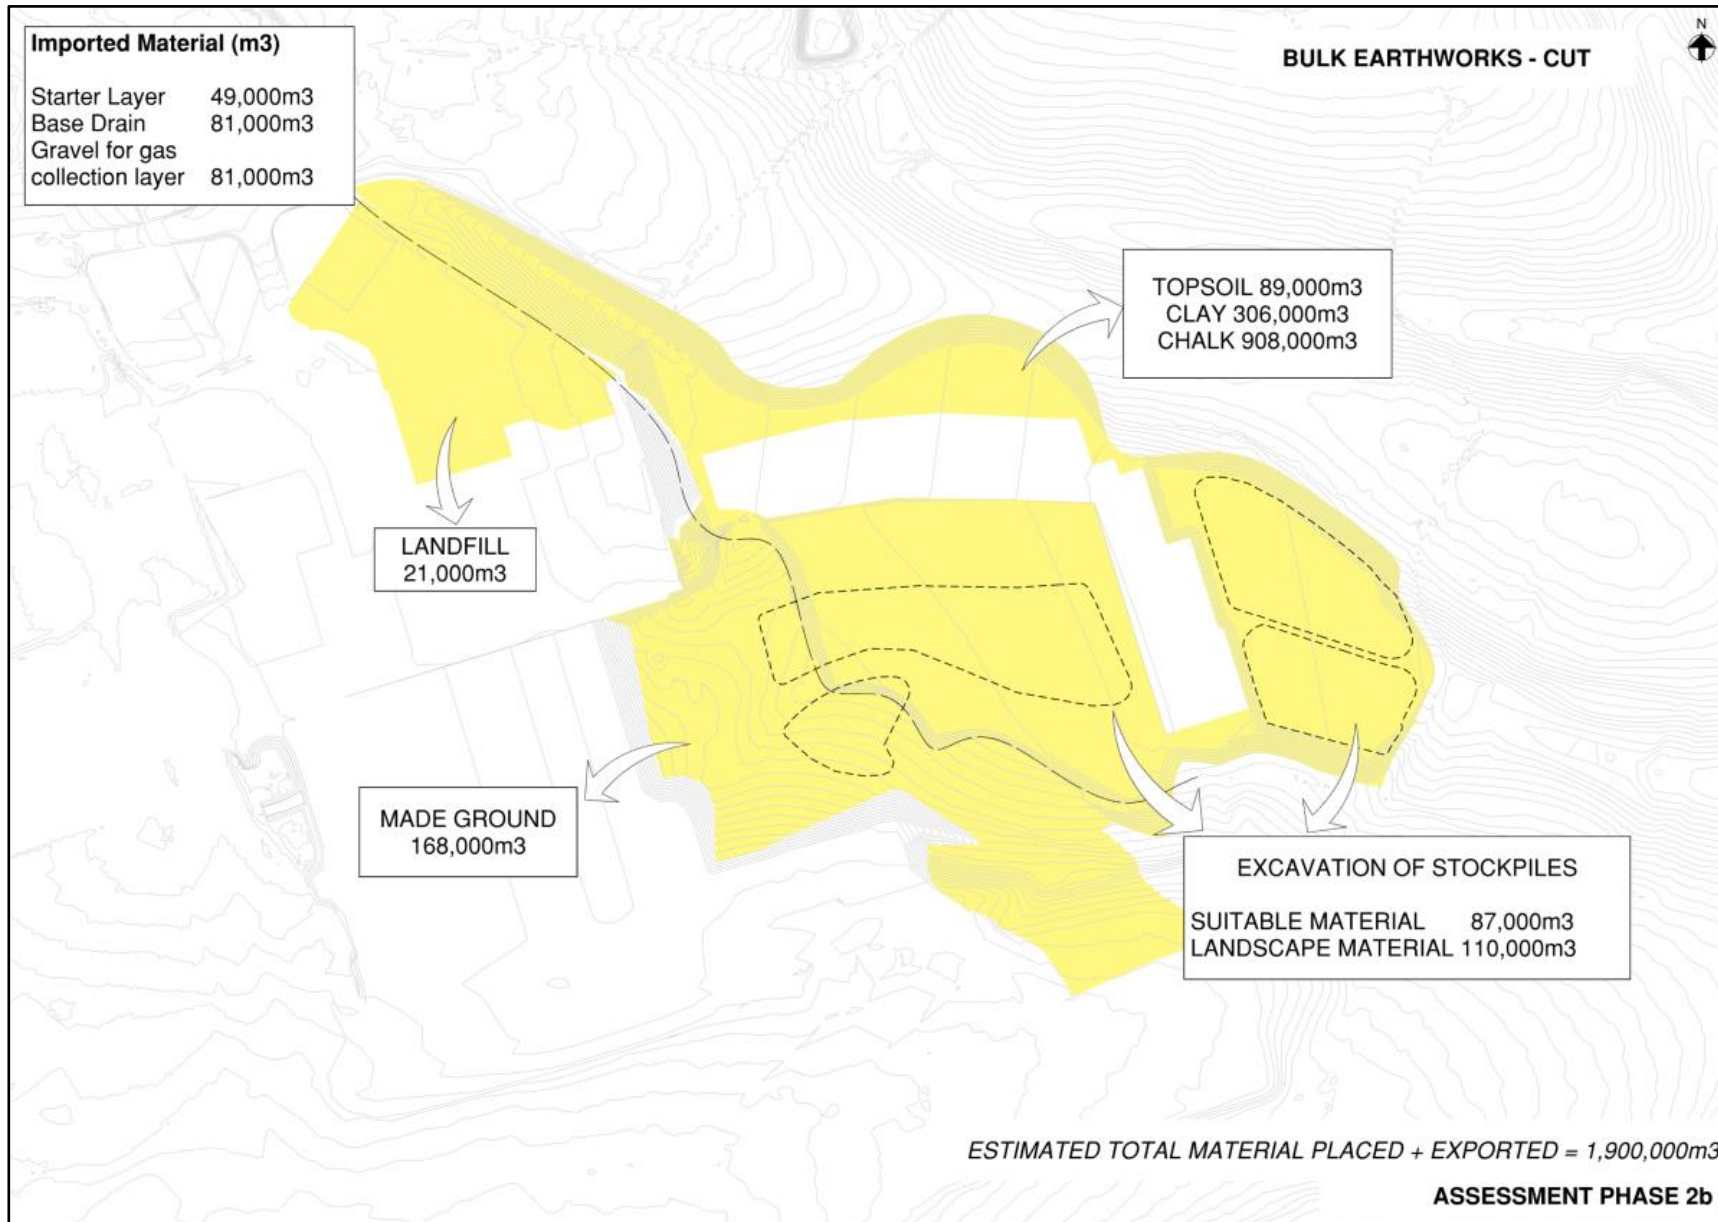 Imported Material (m3)
Starter Layer 49,000m3
Base Drain 81,000m3
Gravel for gas
collection layer 81,000m3
BULK EARTHWORKS - CUT
N
TOPSOIL 89,000m3
CLAY 306,000m3
CHALK 908,000m3
LANDFILL
21,000m3
MADE GROUND
168,000m3
EXCAVATION OF STOCKPILES
SUITABLE MATERIAL 87,000m3
LANDSCAPE MATERIAL 110,000m3
ESTIMATED TOTAL MATERIAL PLACED + EXPORTED = 1,900,000m3
ASSESSMENT PHASE 2b